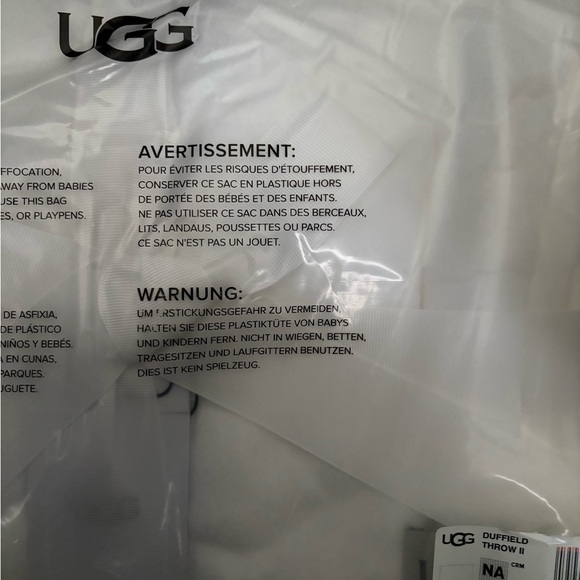 UGG
AVERTISSEMENT:
POUR ÉVITER LES RISQUES D'ÉTOUFFEMENT,
CONSERVER CE SAC EN PLASTIQUE HORS
DE PORTÉE DES BÉBÉS ET DES ENFANTS.
NE PAS UTILISER CE SAC DANS DES BERCEAUX,
LITS, LANDAUS, POUSSETTES OU PARCS.
CE SAC N'EST PAS UN JOUET.
FFOCATION,
WAY FROM BABIES
USE THIS BAG
ES, OR PLAYPENS.
WARNUNG:
UM ERSTICKUNGSGEFAHR ZU VERMEIDEN,
HALTEN SIE DIESE PLASTIKTÜTE VON BABYS
UND KINDERN FERN. NICHT IN WIEGEN, BETTEN,
TRAGESITZEN UND LAUFGITTERN BENUTZEN.
DIES IST KEIN SPIELZEUG.
DE ASFIXIA,
DE PLÁSTICO
NIÑOS Y BEBÉS.
A EN CUNAS,
PARQUES.
UGUETE.
UGG
DUFFIELD
THROW II
NA
CRM